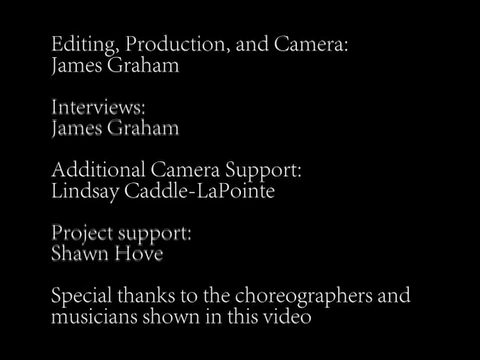 Editing, Production, and Camera:
James Graham
Interviews:
James Graham
Additional Camera Support:
Lindsay Caddle-LaPointe
Project support:
Shawn Hove
Special thanks to the choreographers and
musicians shown in this video